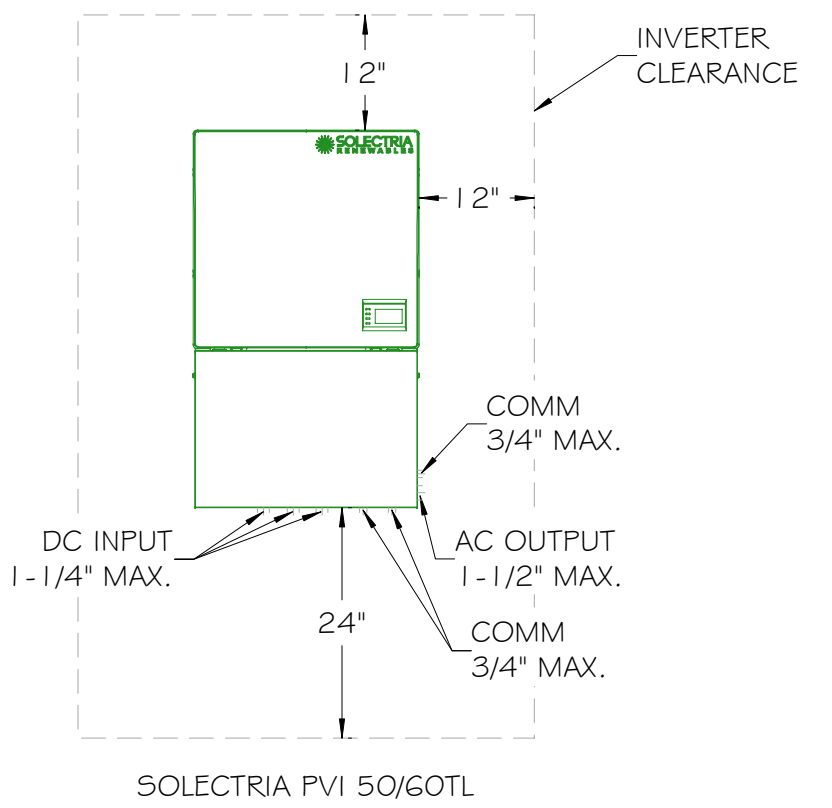 12"
INVERTER
CLEARANCE
SOLECTRIA
RENEWABLES
12"
COMM
3/4" MAX.
DC INPUT
1-1/4" MAX.
AC OUTPUT
1-1/2" MAX.
24"
COMM
3/4" MAX.
SOLECTRIA PVI 50/60TL